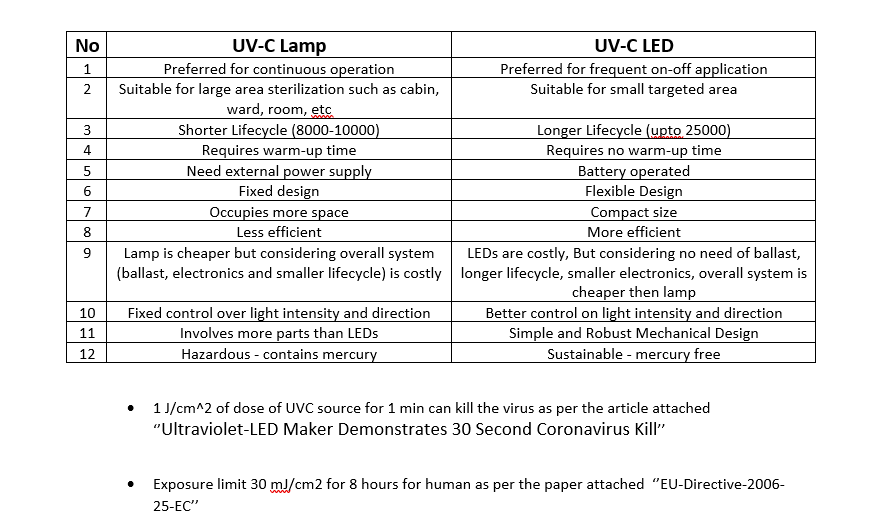 No UV-C Lamp UV-C LED
1 Preferred for continuous operation Preferred for frequent on-off application
2 Suitable for large area sterilization such as cabin, Suitable for small targeted area
ward, room, etc
3 Shorter Lifecycle (8000-10000) Longer Lifecycle (upto 25000)
4 Requires warm-up time Requires no warm-up time
5 Need external power supply Battery operated
6 Fixed design Flexible Design
7 Occupies more space Compact size
8 Less efficient More efficient
9 Lamp is cheaper but considering overall system LEDs are costly, But considering no need of ballast,
(ballast, electronics and smaller lifecycle) is costly longer lifecycle, smaller electronics, overall system is
cheaper then lamp
10 Fixed control over light intensity and direction Better control on light intensity and direction
11 Involves more parts than LEDs Simple and Robust Mechanical Design
12 Hazardous - contains mercury Sustainable - mercury free
• 1 J/cm^2 of dose of UVC source for 1 min can kill the virus as per the article attached
‘’Ultraviolet-LED Maker Demonstrates 30 Second Coronavirus Kill’’
• Exposure limit 30 mJ/cm2 for 8 hours for human as per the paper attached ‘’EU-Directive-2006-
25-EC’’